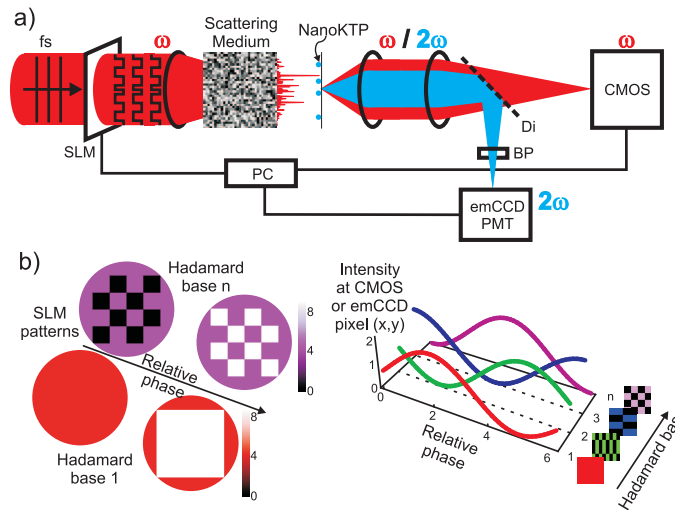 a)
fs
ω
Scattering
Medium
NanoKTP
ω / 2ω
ω
CMOS
SLM
Di
BP
PC
emCCD
PMT
2ω
b)
Hadamard
base n
SLM
patterns
Relative
phase
Hadamard
base 1
8
4
0
8
4
0
Intensity
at CMOS
or emCCD
pixel (x,y)
2
1
0
0
2
4
6
Relative
phase
1
2
3
n
Hadamard base